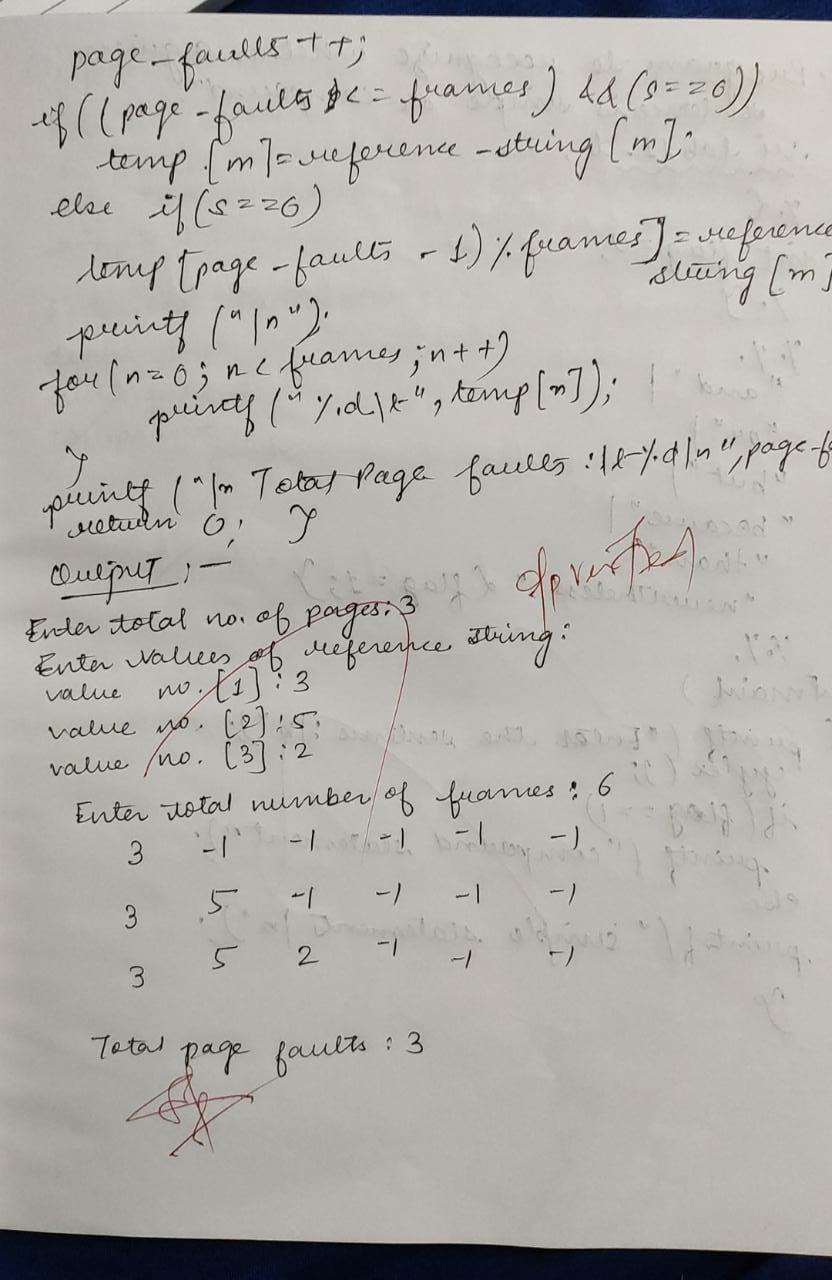 page_faults ++;
if((page-faults <= frames) && (s==0))
temp [m]=reference-string [m];
else if(s==0)
temp [page-faults - 1) % frames] = reference
string [m]
printf ("\n");
for(n=0; n< frames; n++)
printf (" %d\t", temp[n]);
}
printf ("\n Total Page faults :\t%d\n", page-f
return 0; }
Output :-
o/p verified
Enter total no. of pages: 3
Enter values of reference string:
value no. [1] : 3
value no. [2] : 5
value no. [3] : 2
Enter total number of frames : 6
3 -1 -1 -1 -1 -1
3 5 -1 -1 -1 -1
3 5 2 -1 -1 -1
Total page faults : 3